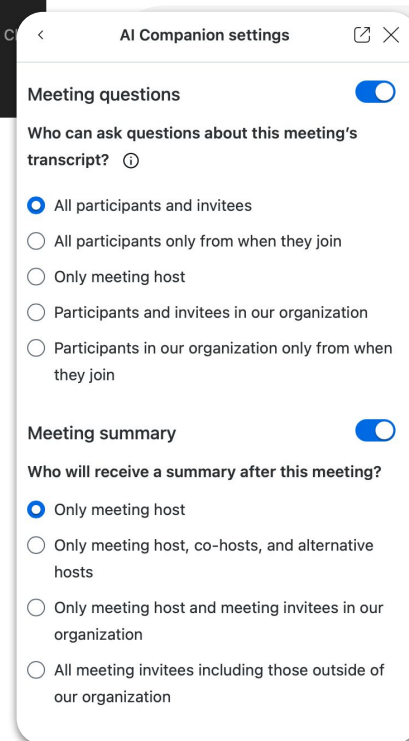 AI Companion settings
Meeting questions
Who can ask questions about this meeting's
transcript?
All participants and invitees
All participants only from when they join
Only meeting host
Participants and invitees in our organization
Participants in our organization only from when
they join
Meeting summary
Who will receive a summary after this meeting?
Only meeting host
Only meeting host, co-hosts, and alternative
hosts
Only meeting host and meeting invitees in our
organization
All meeting invitees including those outside of
our organization